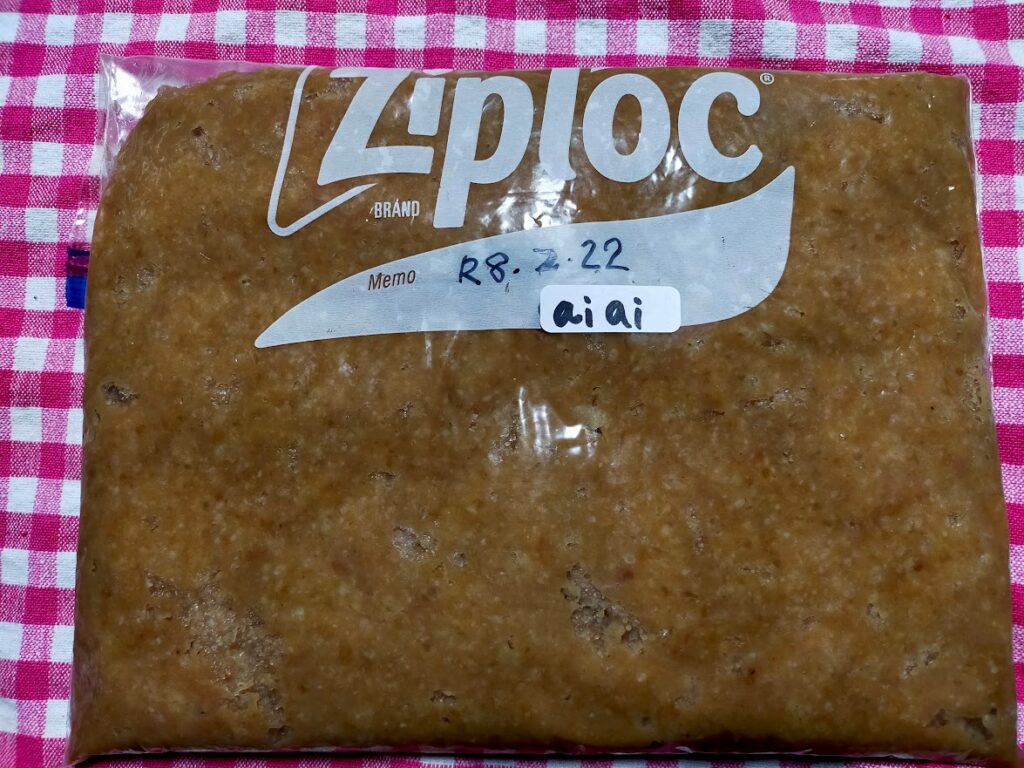 Ziploc®
BRAND
Memo R8.2.22
ai ai